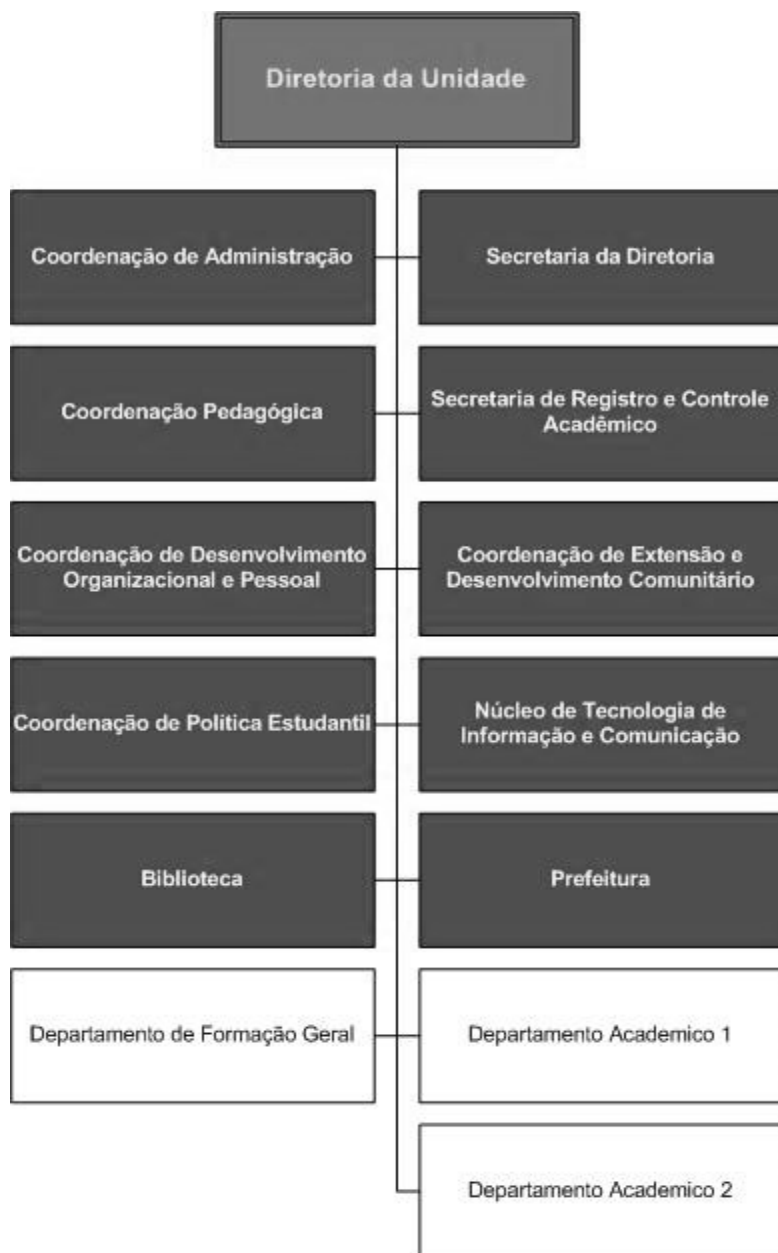 Diretoria da Unidade
Coordenação de Administração
Secretaria da Diretoria
Coordenação Pedagógica
Secretaria de Registro e Controle
Acadêmico
Coordenação de Desenvolvimento
Organizacional e Pessoal
Coordenação de Extensão e
Desenvolvimento Comunitário
Coordenação de Política Estudantil
Núcleo de Tecnologia de
Informação e Comunicação
Biblioteca
Prefeitura
Departamento de Formação Geral
Departamento Academico 1
Departamento Academico 2